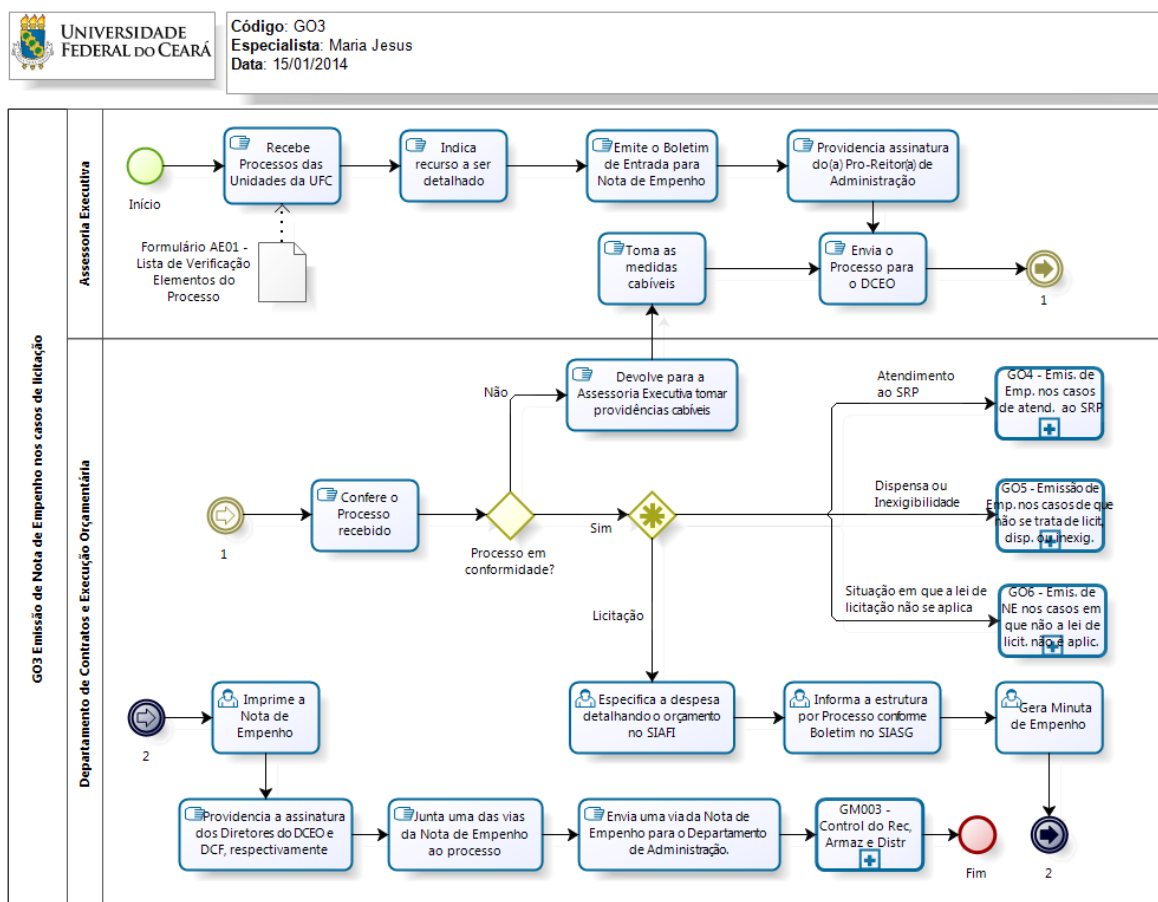 UNIVERSIDADE
FEDERAL DO CEARÁ
Código: GO3
Especialista: Maria Jesus
Data: 15/01/2014
GO3 Emissão de Nota de Empenho nos casos de licitação
Assessoria Executiva
Início
Recebe
Processos das
Unidades da UFC
Indica
recurso a ser
detalhado
Emite o Boletim
de Entrada para
Nota de Empenho
Providencia assinatura
do(a) Pro-Reitor(a) de
Administração
Formulário AE01 -
Lista de Verificação
Elementos do
Processo
Toma as
medidas
cabíveis
Envia o
Processo para
o DCEO
1
Departamento de Contratos e Execução Orçamentária
Não
Devolve para a
Assessoria Executiva tomar
providências cabíveis
Atendimento
ao SRP
GO4 - Emis. de
Emp. nos casos
de atend. ao SRP
1
Confere o
Processo
recebido
Processo em
conformidade?
Sim
Dispensa ou
Inexigibilidade
GO5 - Emissão de
Emp. nos casos de que
não se trata de licit,
disp. ou inexig.
Licitação
Situação em que a lei de
licitação não se aplica
GO6 - Emis. de
NE nos casos em
que não a lei de
licit. não é aplic.
2
Imprime a
Nota de
Empenho
Especifica a despesa
detalhando o orçamento
no SIAFI
Informa a estrutura
por Processo conforme
Boletim no SIASG
Gera Minuta
de Empenho
Providencia a assinatura
dos Diretores do DCEO e
DCF, respectivamente
Junta uma das vias
da Nota de Empenho
ao processo
Envia uma via da Nota de
Empenho para o Departamento
de Administração.
GM003 -
Control do Rec,
Armaz e Distr
Fim
2